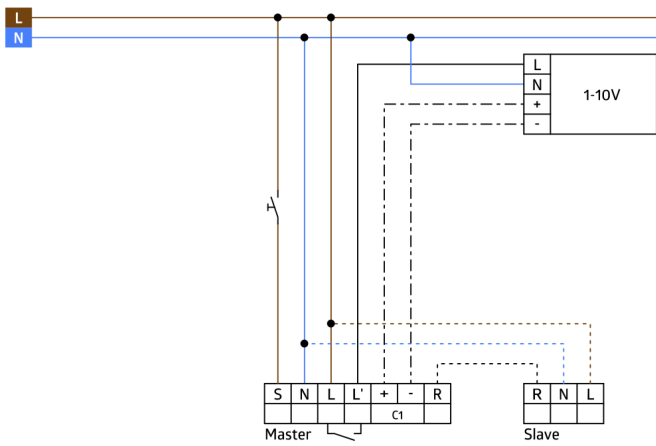 L
N
L
N
+
-
1-10V
S N L L' + - R
C1
R N L
Master
Slave